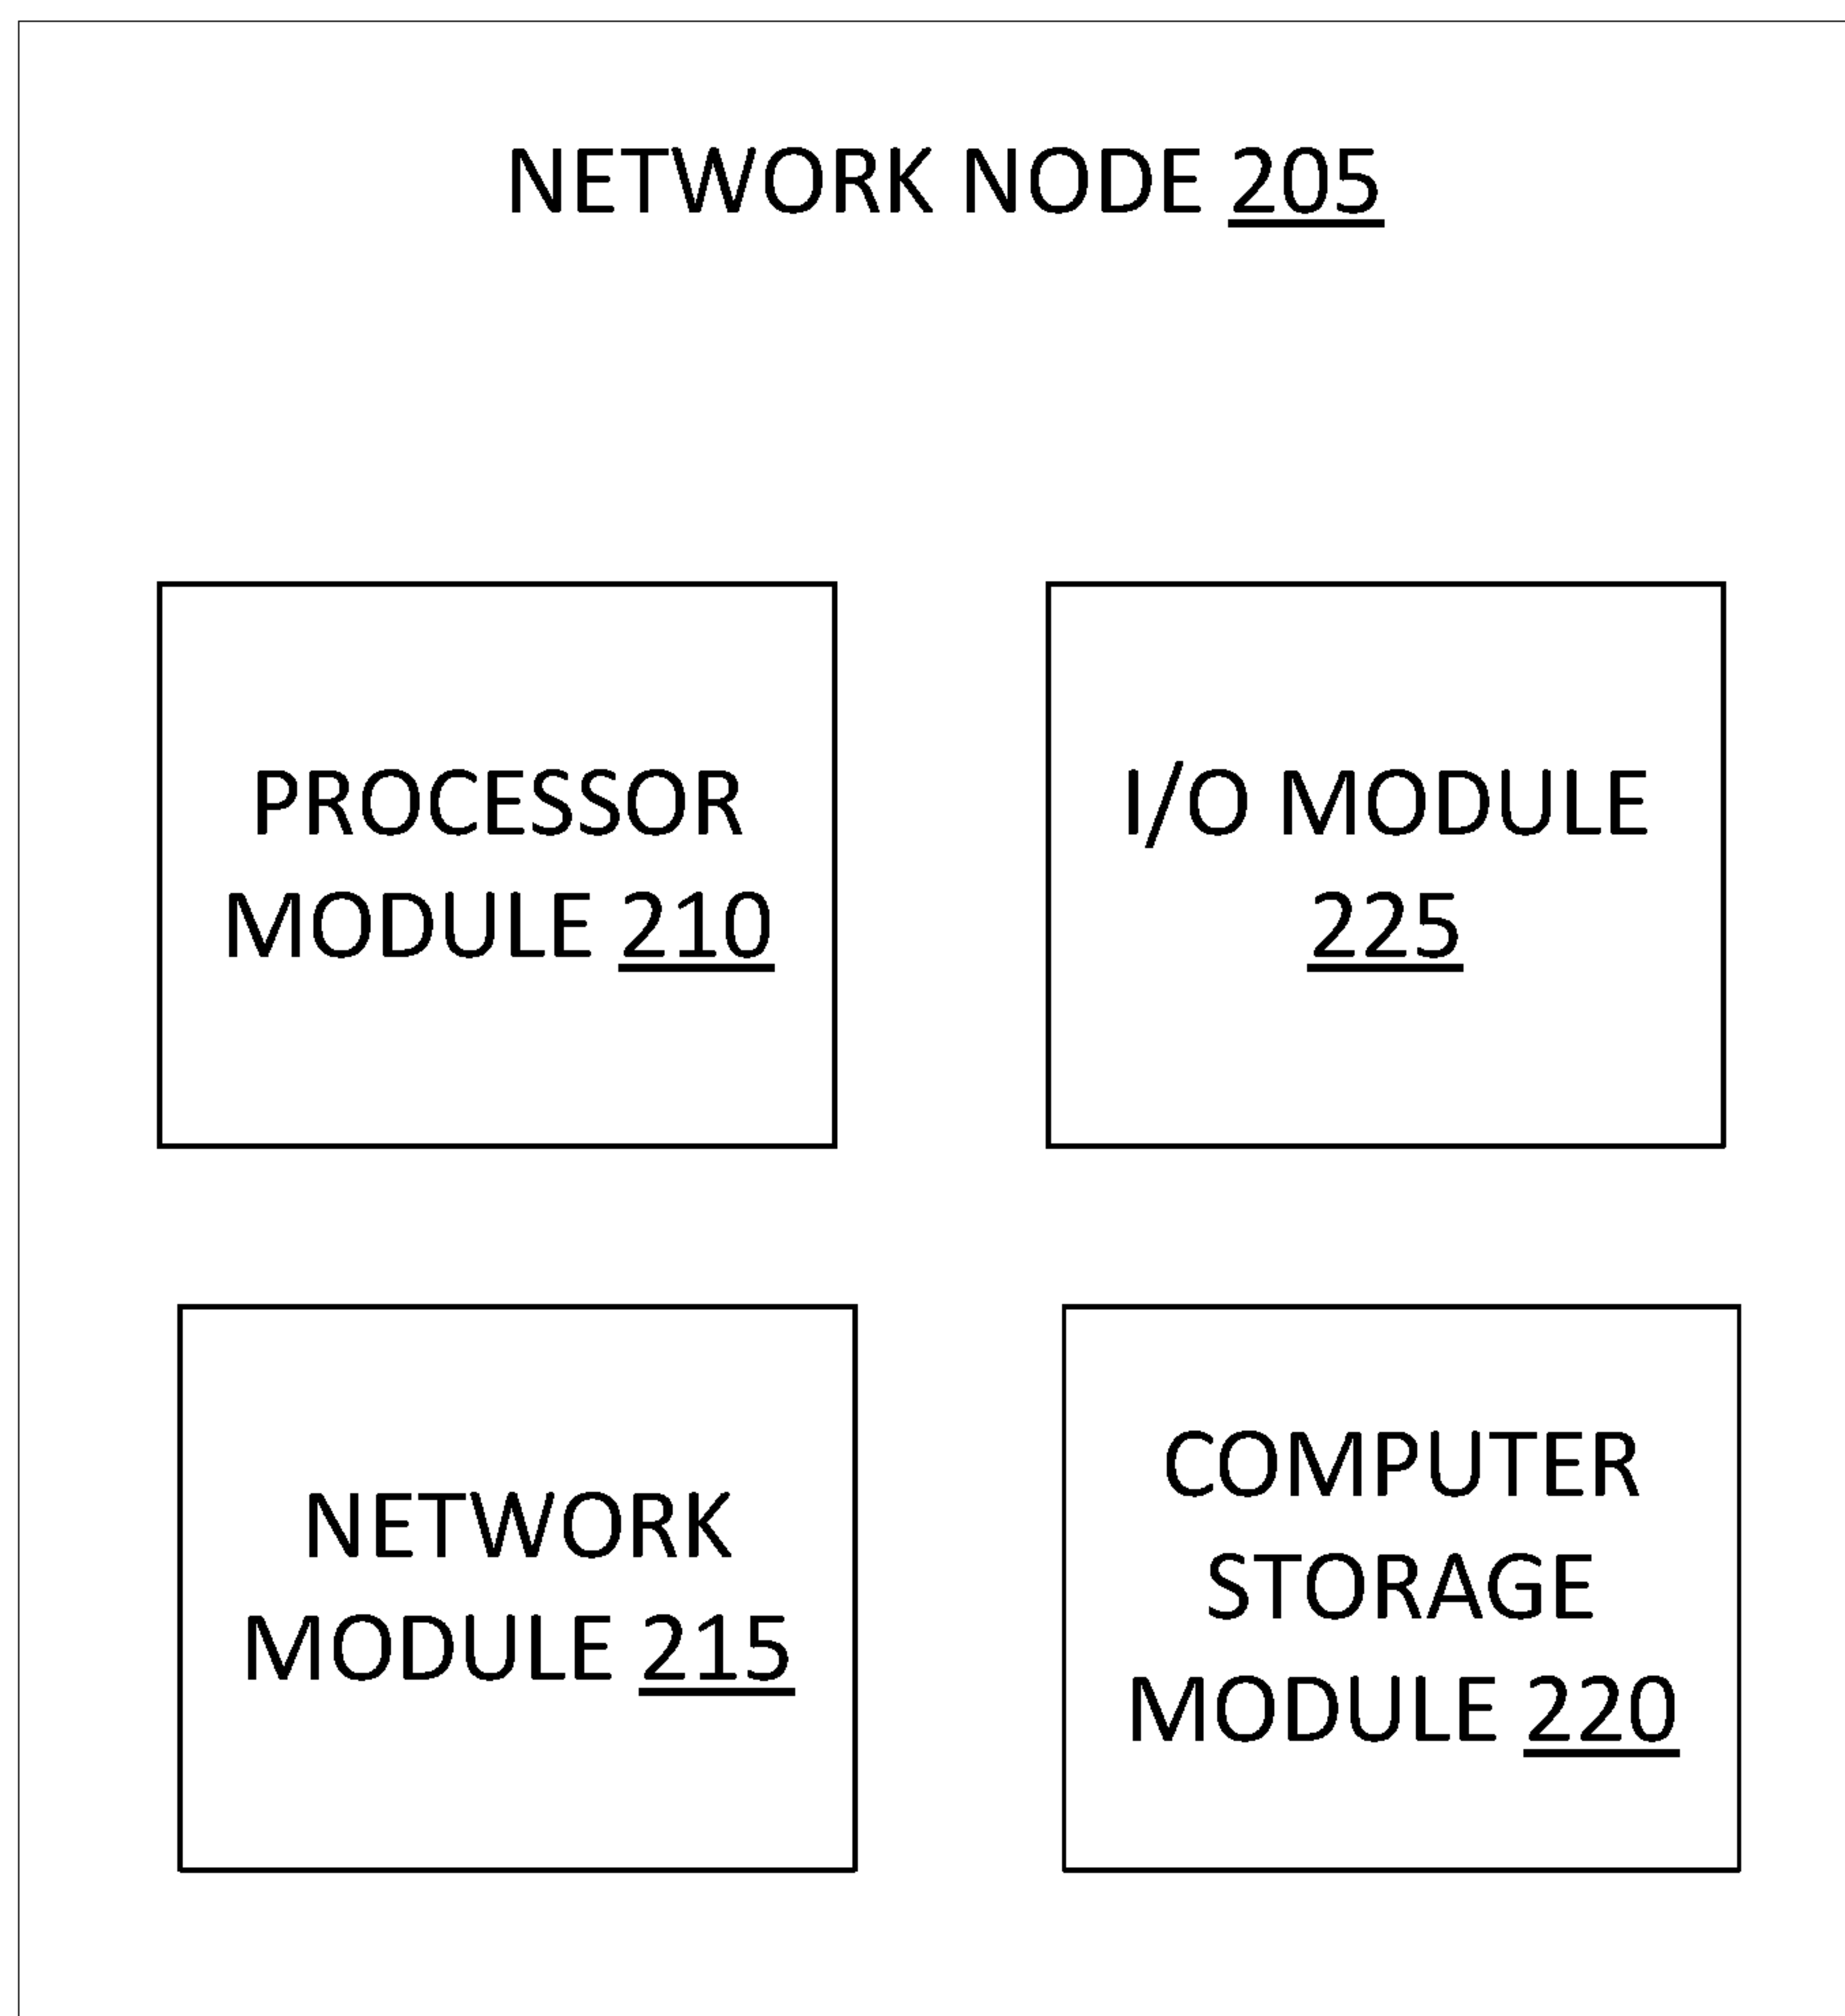 NETWORK NODE 205
PROCESSOR
MODULE 210
I/O MODULE
225
NETWORK
MODULE 215
COMPUTER
STORAGE
MODULE 220